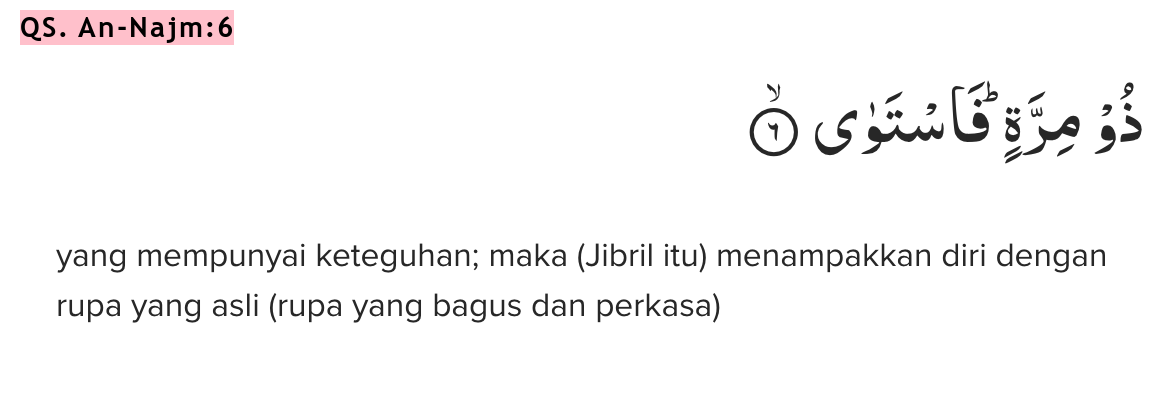 QS. An-Najm:6
ذُوْ مِرَّةٍۗ فَاسْتَوٰىۙ ٦
yang mempunyai keteguhan; maka (Jibril itu) menampakkan diri dengan
rupa yang asli (rupa yang bagus dan perkasa)